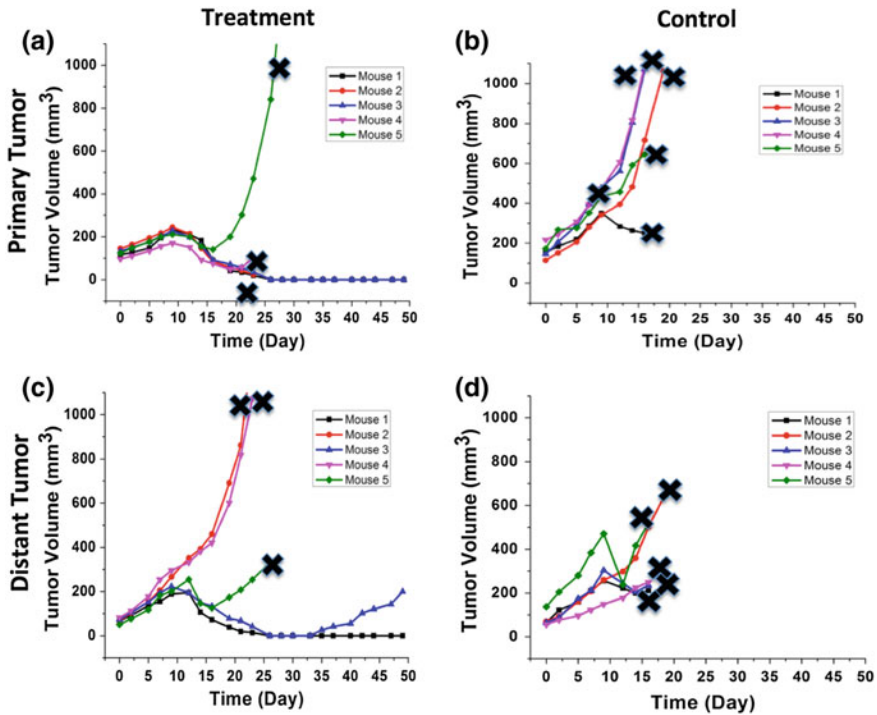 Treatment
Control
Primary Tumor
Distant Tumor
(a)
Tumor Volume (mm3)
1000
800
600
400
200
0
Mouse 1
Mouse 2
Mouse 3
Mouse 4
Mouse 5
0 5 10 15 20 25 30 35 40 45 50
Time (Day)
(b)
Tumor Volume (mm3)
1000
800
600
400
200
0
Mouse 1
Mouse 2
Mouse 3
Mouse 4
Mouse 5
0 5 10 15 20 25 30 35 40 45 50
Time (Day)
(c)
Tumor Volume (mm3)
1000
800
600
400
200
0
Mouse 1
Mouse 2
Mouse 3
Mouse 4
Mouse 5
0 5 10 15 20 25 30 35 40 45 50
Time (Day)
(d)
Tumor Volume (mm3)
1000
800
600
400
200
0
Mouse 1
Mouse 2
Mouse 3
Mouse 4
Mouse 5
0 5 10 15 20 25 30 35 40 45 50
Time (Day)